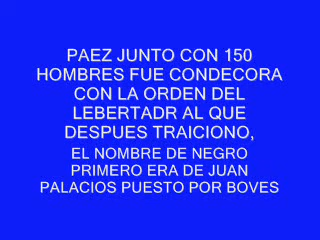 PAEZ JUNTO CON 150
HOMBRES FUE CONDECORA
CON LA ORDEN DEL
LEBERTADR AL QUE
DESPUES TRAICIONO,
EL NOMBRE DE NEGRO
PRIMERO ERA DE JUAN
PALACIOS PUESTO POR BOVES